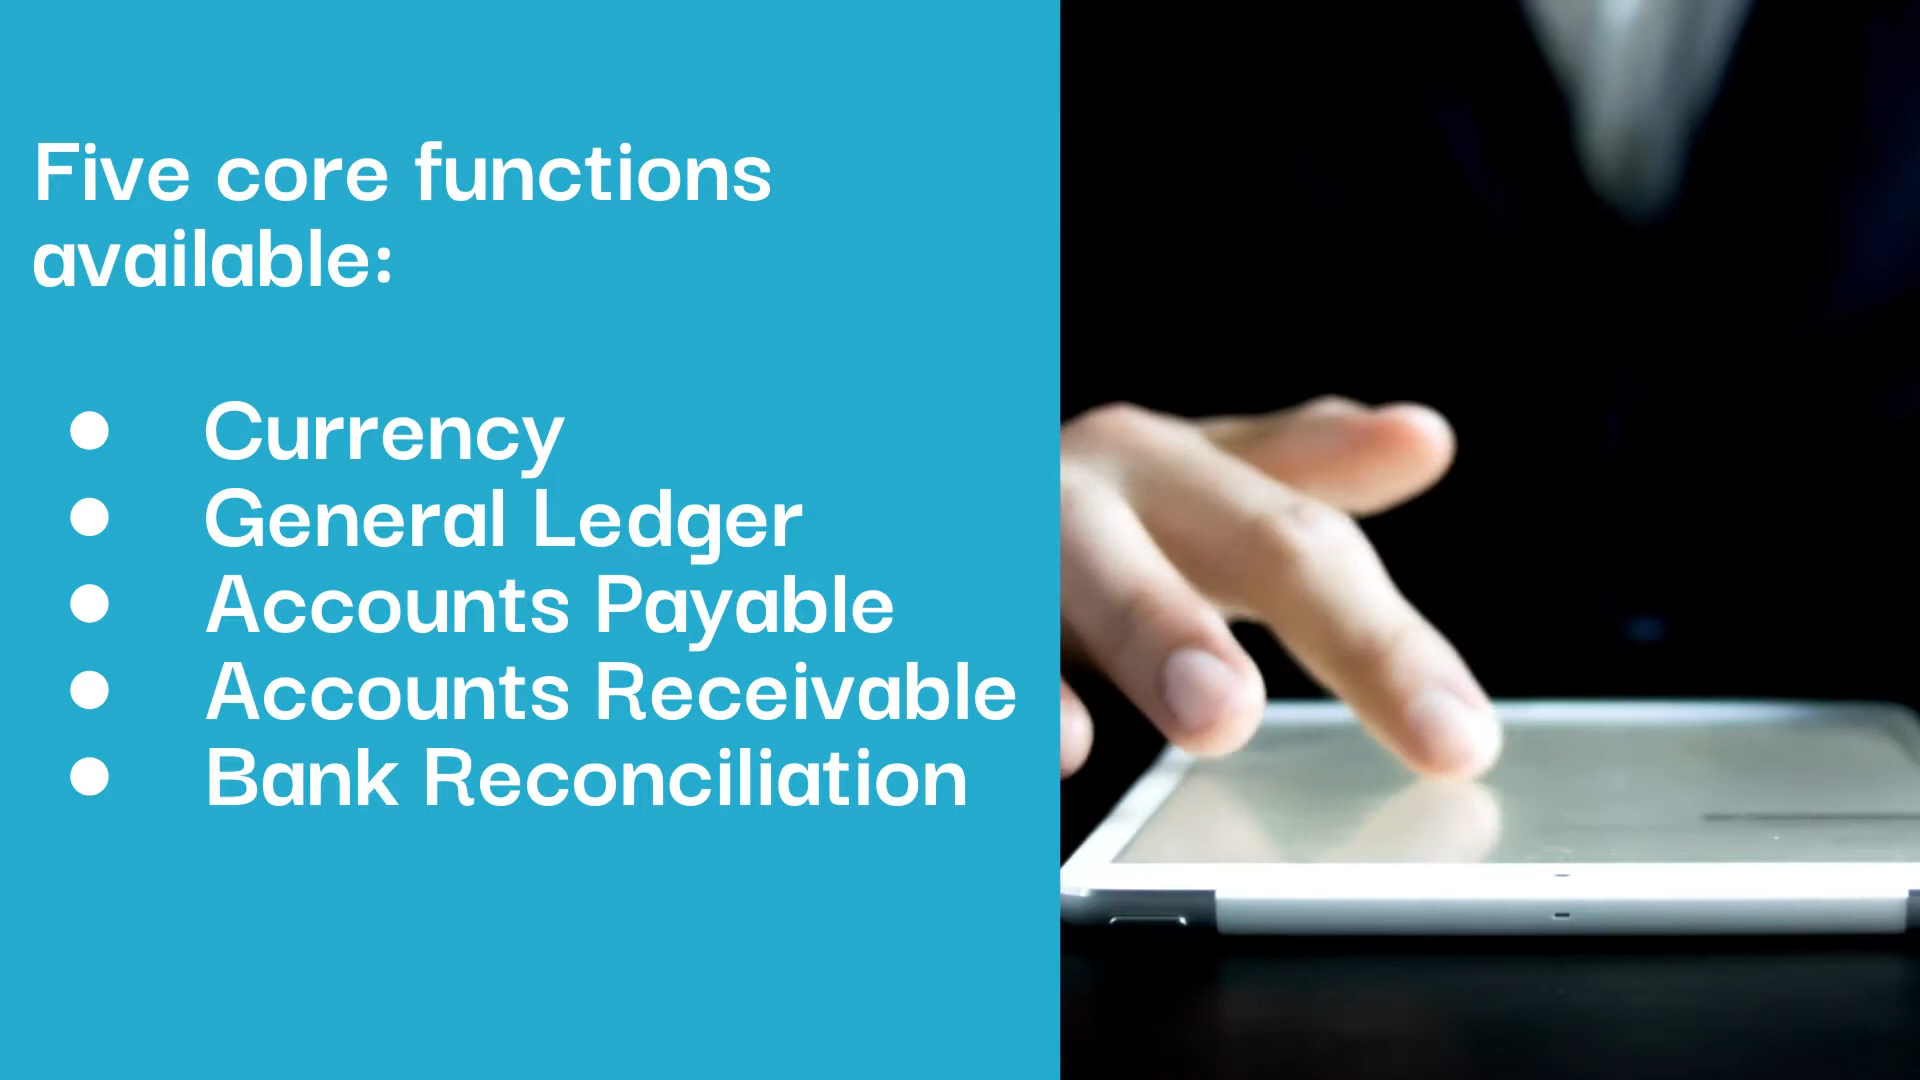 Five core functions
available:
● Currency
● General Ledger
● Accounts Payable
● Accounts Receivable
● Bank Reconciliation